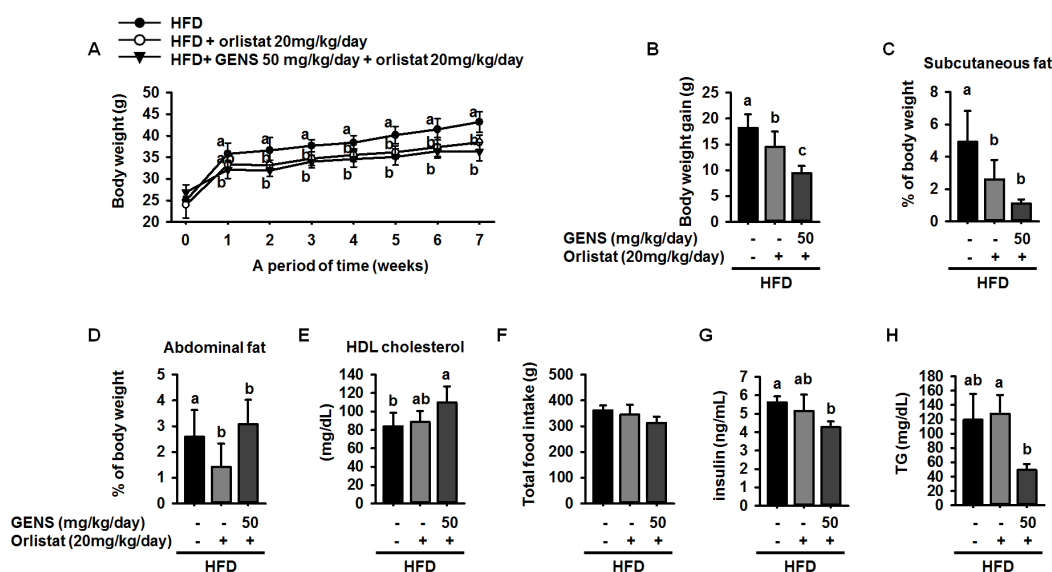 HFD
HFD + orlistat 20mg/kg/day)
HFD+ GENS 50 mg/kg/day + orlistat 20mg/kg/day)
A
Body weight (g)
50
45
40
35
30
25
20
a a a a a a a
a b b b b b b
b b b b b b b
0 1 2 3 4 5 6 7
A period of time (weeks)
B
Body weight gain (g)
25
20
15
10
5
0
a b c
GENS (mg/kg/day) - - 50
Orlistat (20mg/kg/day) - + +
HFD
C
Subcutaneous fat
% of body weight
8
6
4
2
0
a b b
- - 50
- + +
HFD
D
Abdominal fat
% of body weight
5
4
3
2
1
0
a b b
GENS (mg/kg/day) - - 50
Orlistat (20mg/kg/day) - + +
HFD
E
HDL cholesterol
(mg/dL)
140
120
100
80
60
40
20
0
b ab a
- - 50
- + +
HFD
F
Total food intake (g)
500
400
300
200
100
0
- - 50
- + +
HFD
G
insulin (ng/mL)
7
6
5
4
3
2
1
0
a ab b
- - 50
- + +
HFD
H
TG (mg/dL)
180
160
140
120
100
80
60
40
20
0
ab a b
- - 50
- + +
HFD